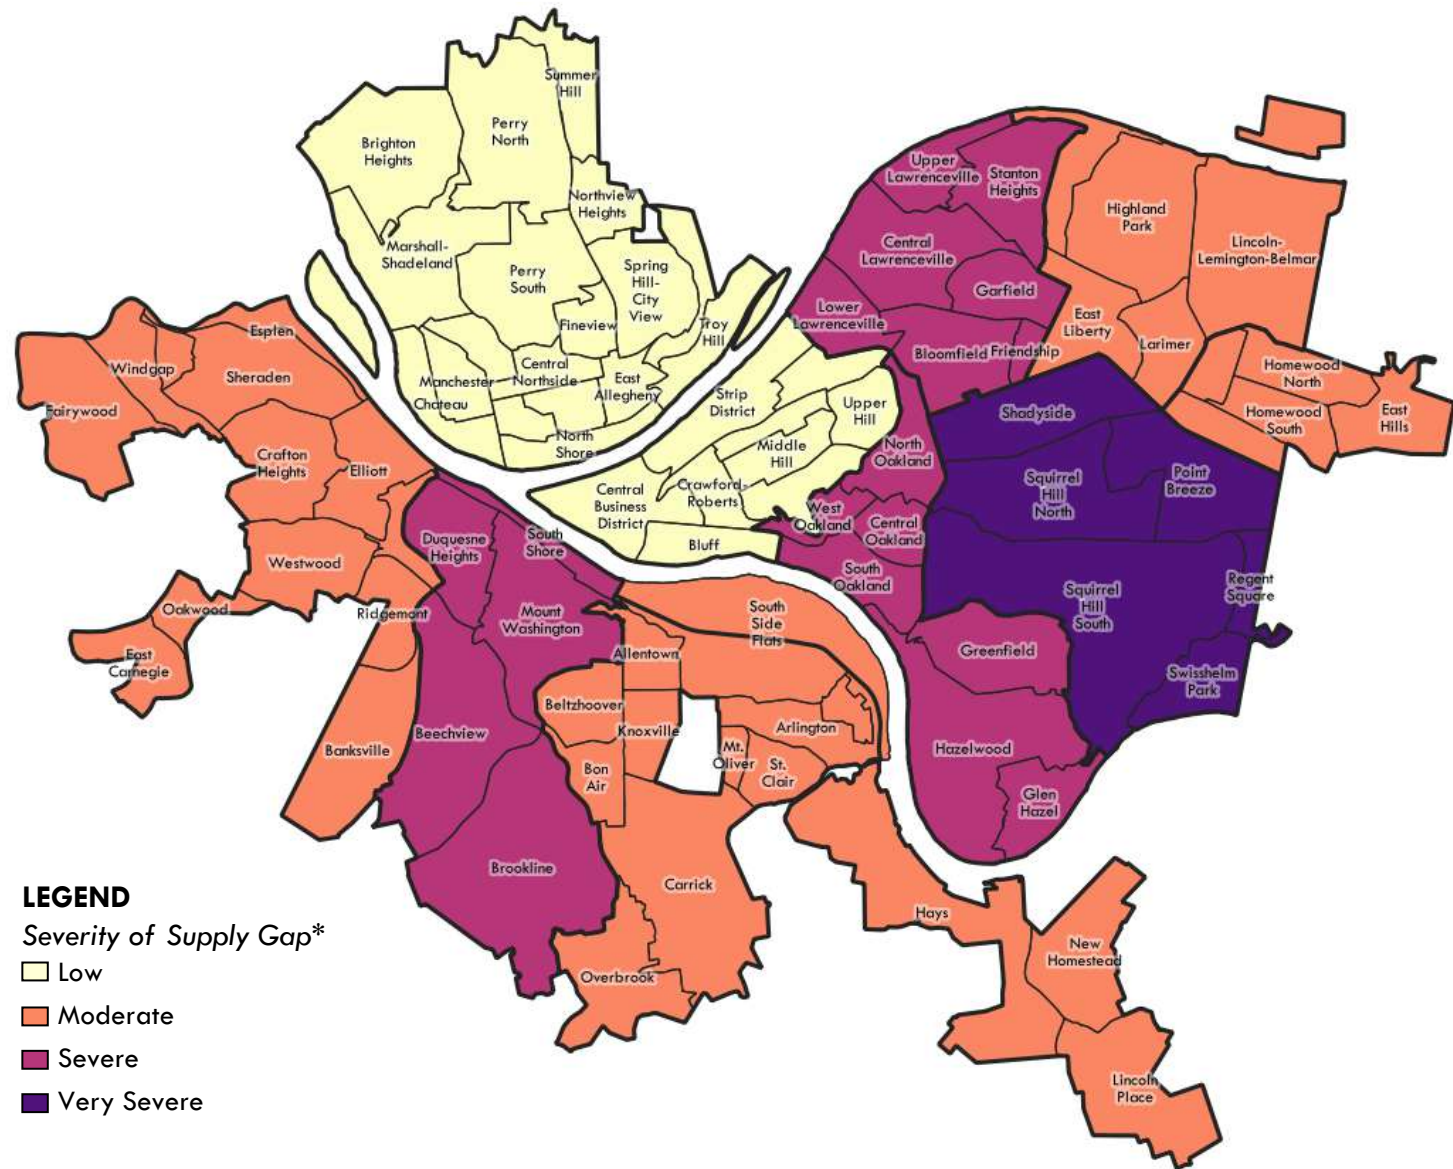 Summer
Hill
Perry
North
Brighton
Heights
Northview
Heights
Marshall-
Shadeland
Perry
South
Spring
Hill-
City
View
Fineview
Troy
Hill
Central
Northside
Manchester
Chateau
East
Allegheny
North
Shore
Upper
Lawrenceville
Stanton
Heights
Highland
Park
Lincoln-
Lemington-Belmar
Central
Lawrenceville
Garfield
Lower
Lawrenceville
East
Liberty
Larimer
Bloomfield
Friendship
Homewood
North
Homewood
South
East
Hills
Strip
District
Upper
Hill
Middle
Hill
Crawford-
Roberts
Central
Business
District
Bluff
North
Oakland
West
Oakland
Central
Oakland
South
Oakland
Shadyside
Squirrel
Hill
North
Point
Breeze
Squirrel
Hill
South
Regent
Square
Swisshelm
Park
Greenfield
Hazelwood
Glen
Hazel
Esplen
Windgap
Sheraden
Fairywood
Crafton
Heights
Elliott
Westwood
Oakwood
Ridgemont
East
Carnegie
Banksville
Duquesne
Heights
South
Shore
Mount
Washington
Beechview
Brookline
South
Side
Flats
Allentown
Beltzhoover
Knoxville
Arlington
Mt.
Oliver
St.
Clair
Bon
Air
Carrick
Overbrook
Hays
New
Homestead
Lincoln
Place
LEGEND
Severity of Supply Gap*
Low
Moderate
Severe
Very Severe